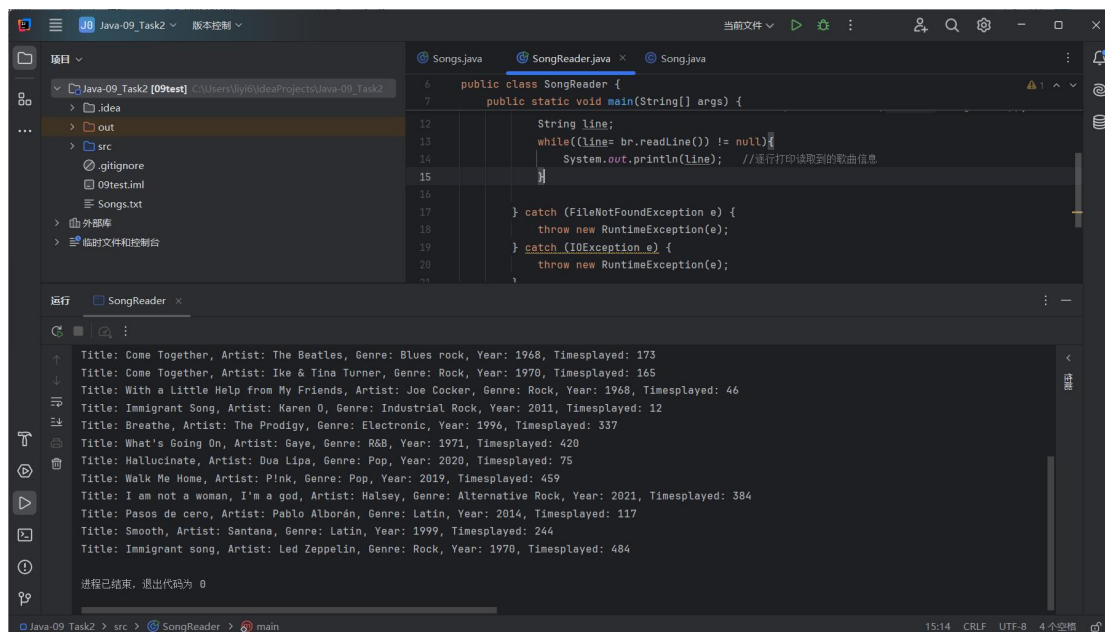 J0 Java-09_Task2 版本控制 当前文件
项目
Songs.java SongReader.java × Song.java
Java-09_Task2 [09test] C:\Users\liyi6\IdeaProjects\Java-09_Task2
.idea
out
src
.gitignore
09test.iml
Songs.txt
外部库
临时文件和控制台
6 public class SongReader {
7 public static void main(String[] args) {
12 String line;
13 while((line= br.readLine()) != null){
14 System.out.println(line); //逐行打印读取到的歌曲信息
15 }
16
17 } catch (FileNotFoundException e) {
18 throw new RuntimeException(e);
19 } catch (IOException e) {
20 throw new RuntimeException(e);
1
运行 SongReader ×
Title: Come Together, Artist: The Beatles, Genre: Blues rock, Year: 1968, Timesplayed: 173
Title: Come Together, Artist: Ike & Tina Turner, Genre: Rock, Year: 1970, Timesplayed: 165
Title: With a Little Help from My Friends, Artist: Joe Cocker, Genre: Rock, Year: 1968, Timesplayed: 46
Title: Immigrant Song, Artist: Karen O, Genre: Industrial Rock, Year: 2011, Timesplayed: 12
Title: Breathe, Artist: The Prodigy, Genre: Electronic, Year: 1996, Timesplayed: 337
Title: What's Going On, Artist: Gaye, Genre: R&B, Year: 1971, Timesplayed: 420
Title: Hallucinate, Artist: Dua Lipa, Genre: Pop, Year: 2020, Timesplayed: 75
Title: Walk Me Home, Artist: P!nk, Genre: Pop, Year: 2019, Timesplayed: 459
Title: I am not a woman, I'm a god, Artist: Halsey, Genre: Alternative Rock, Year: 2021, Timesplayed: 384
Title: Pasos de cero, Artist: Pablo Alborán, Genre: Latin, Year: 2014, Timesplayed: 117
Title: Smooth, Artist: Santana, Genre: Latin, Year: 1999, Timesplayed: 244
Title: Immigrant song, Artist: Led Zeppelin, Genre: Rock, Year: 1970, Timesplayed: 484
进程已结束，退出代码为 0
Java-09_Task2 > src > SongReader > main 15:14 CRLF UTF-8 4个空格